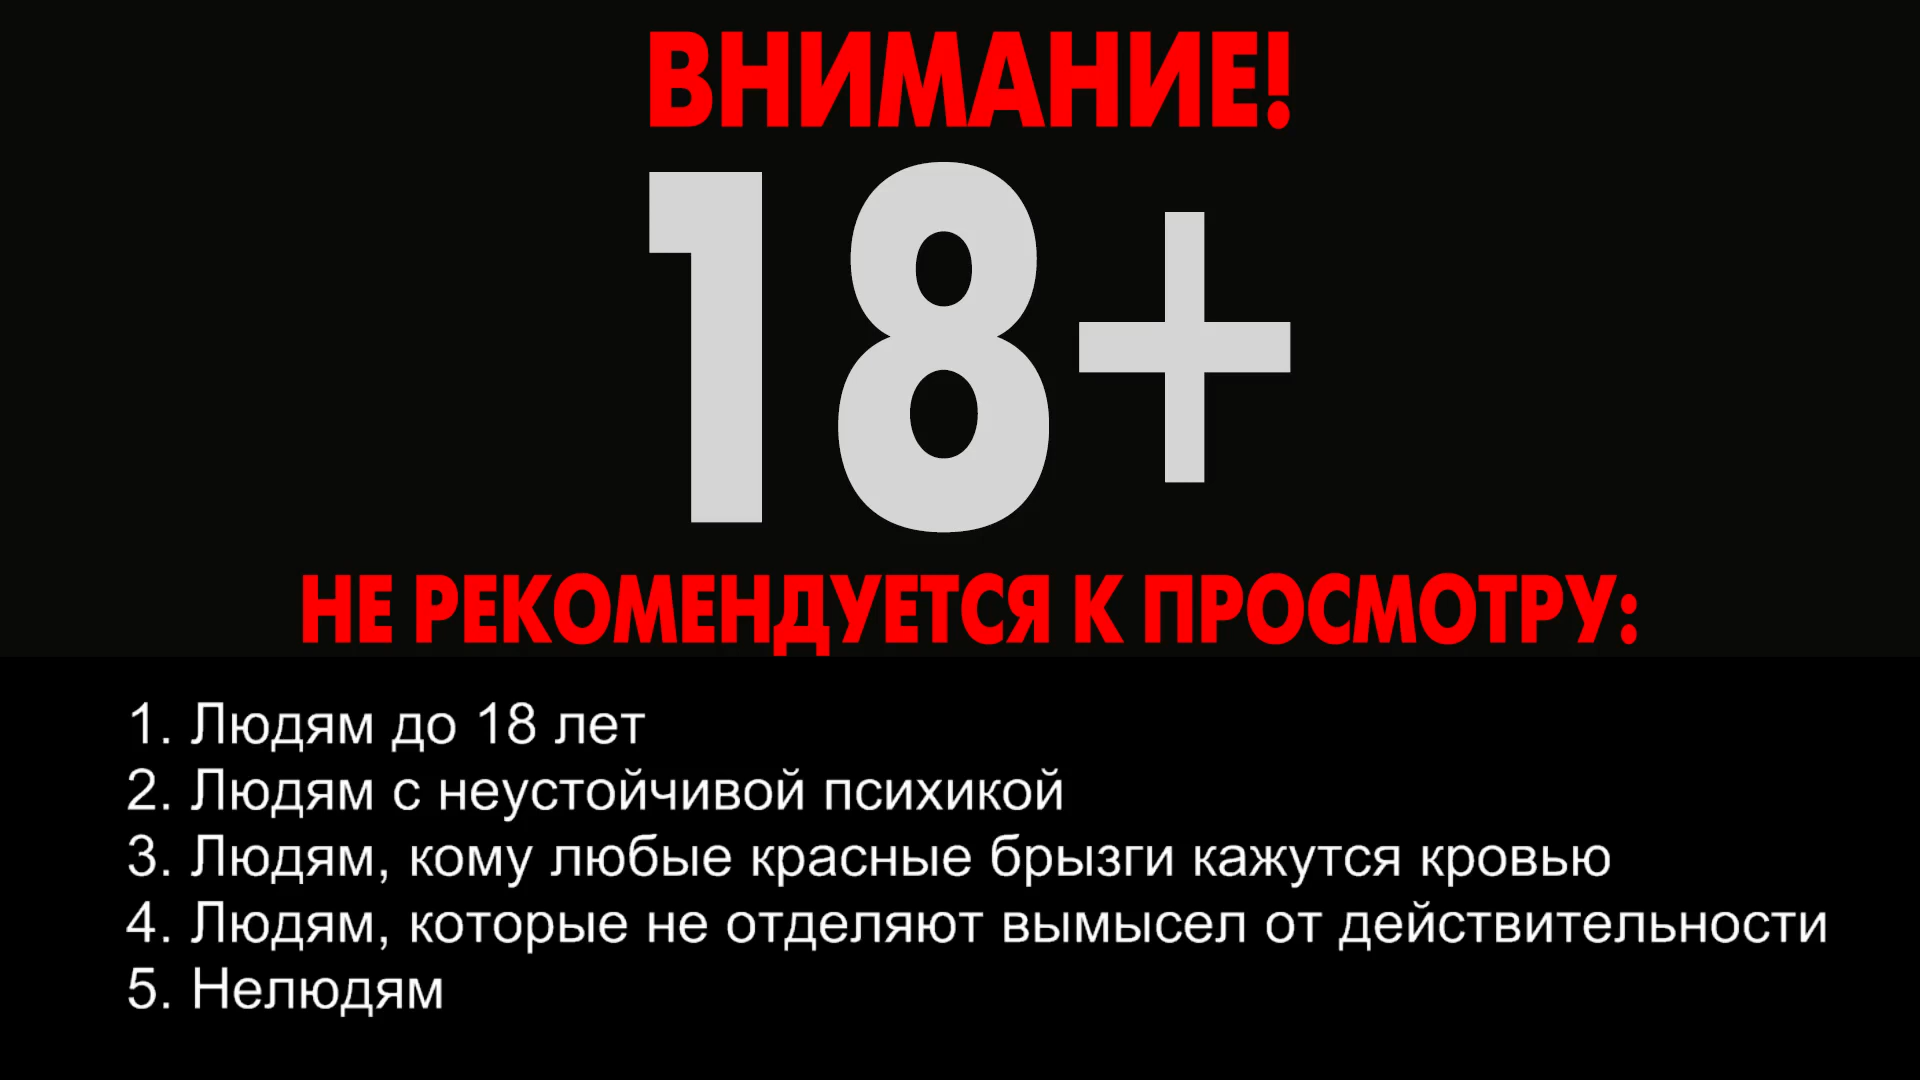 ВНИМАНИЕ!
18+
НЕ РЕКОМЕНДУЕТСЯ К ПРОСМОТРУ:
1. Людям до 18 лет
2. Людям с неустойчивой психикой
3. Людям, кому любые красные брызги кажутся кровью
4. Людям, которые не отделяют вымысел от действительности
5. Нелюдям